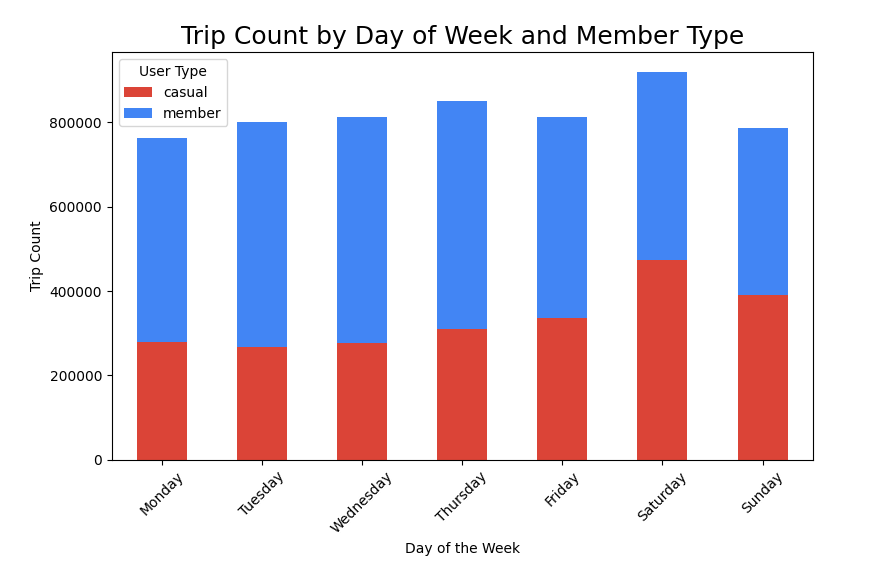 Trip Count by Day of Week and Member Type
User Type
casual
member
800000
600000
400000
200000
0
Trip Count
Monday
Tuesday
Wednesday
Thursday
Friday
Saturday
Sunday
Day of the Week